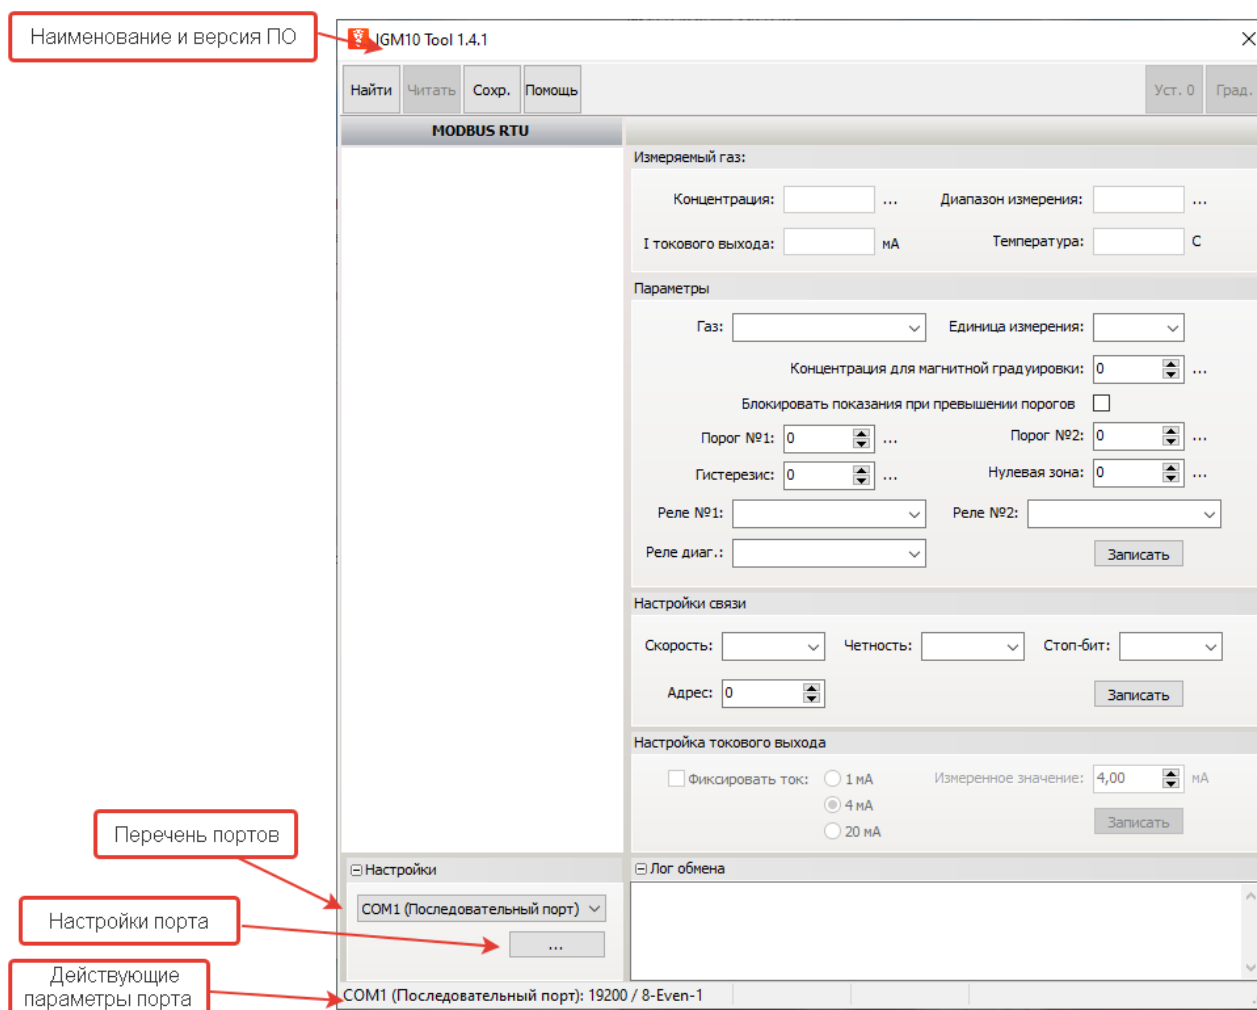 Наименование и версия ПО
IGM10 Tool 1.4.1
Найти Читать Сохр. Помощь Уст. 0 Град.
MODBUS RTU
Измеряемый газ:
Концентрация: ... Диапазон измерения: ...
I токового выхода: мА Температура: C
Параметры
Газ: Единица измерения:
Концентрация для магнитной градуировки: 0 ...
Блокировать показания при превышении порогов
Порог №1: 0 ... Порог №2: 0 ...
Гистерезис: 0 ... Нулевая зона: 0 ...
Реле №1: Реле №2:
Реле диаг.: Записать
Настройки связи
Скорость: Четность: Стоп-бит:
Адрес: 0 Записать
Настройка токового выхода
Фиксировать ток: 1 мА Измеренное значение: 4,00 мА
4 мА
20 мА Записать
Перечень портов
Настройки
COM1 (Последовательный порт)
Настройки порта
...
Лог обмена
Действующие
параметры порта
COM1 (Последовательный порт): 19200 / 8-Even-1